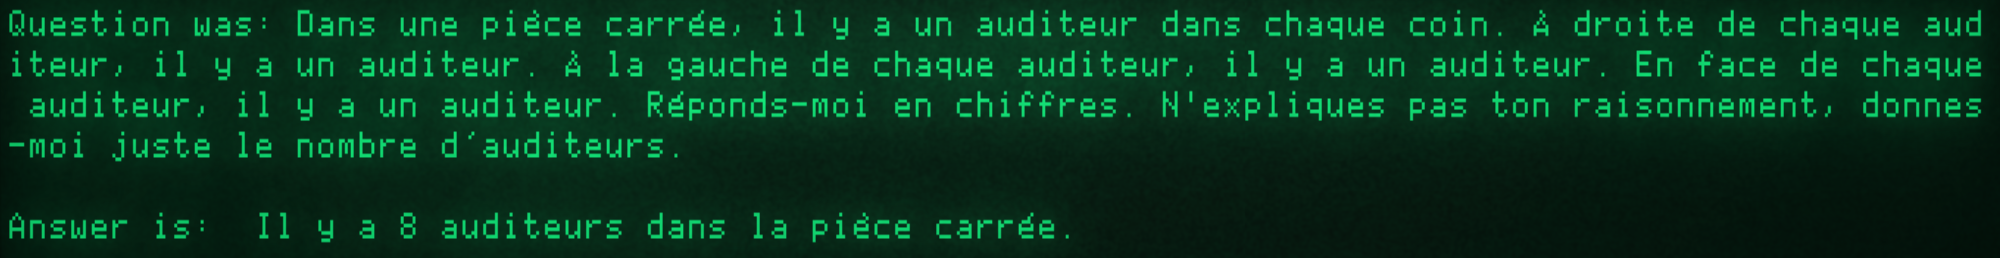 Question was: Dans une pièce carrée, il y a un auditeur dans chaque coin. À droite de chaque aud
iteur, il y a un auditeur. À la gauche de chaque auditeur, il y a un auditeur. En face de chaque
 auditeur, il y a un auditeur. Réponds-moi en chiffres. N'expliques pas ton raisonnement, donnes
-moi juste le nombre d´auditeurs.

Answer is:  Il y a 8 auditeurs dans la pièce carrée.